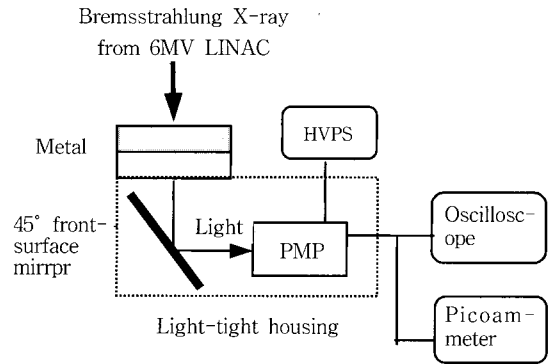 Bremsstrahlung X-ray
from 6MV LINAC
HVPS
Metal
45° front-
surface
mirrpr
Light
PMP
Oscillosc-
ope
Picoam-
meter
Light-tight housing